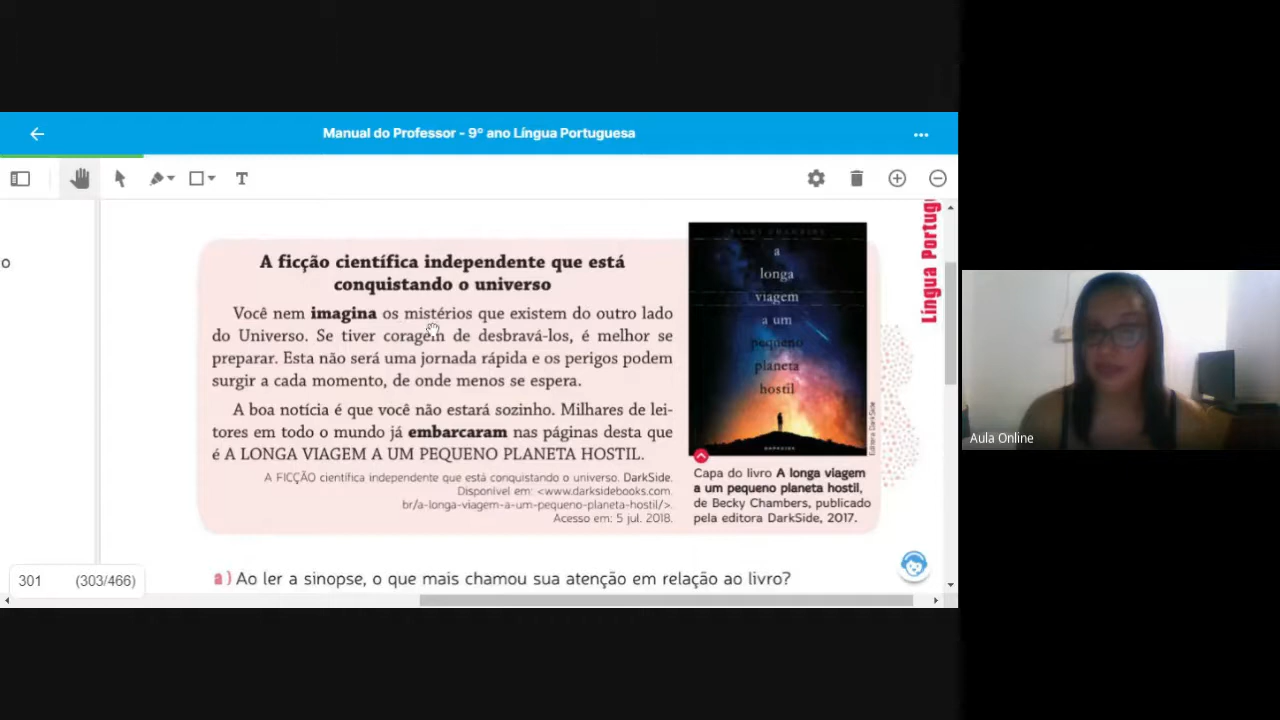 Manual do Professor - 9º ano Língua Portuguesa
T
o
Língua Portug
A ficção científica independente que está
conquistando o universo
Você nem imagina os mistérios que existem do outro lado
do Universo. Se tiver coragem de desbravá-los, é melhor se
preparar. Esta não será uma jornada rápida e os perigos podem
surgir a cada momento, de onde menos se espera.
A boa notícia é que você não estará sozinho. Milhares de lei-
tores em todo o mundo já embarcaram nas páginas desta que
é A LONGA VIAGEM A UM PEQUENO PLANETA HOSTIL.
A FICÇÃO científica independente que está conquistando o universo. DarkSide.
Disponível em: <www.darksidebooks.com.
br/a-longa-viagem-a-um-pequeno-planeta-hostil/>.
Acesso em: 5 jul. 2018.
BECKY CHAMBERS
a
longa
viagem
a um
pequeno
planeta
hostil
DARKSIDE
Editora DarkSide
Capa do livro A longa viagem
a um pequeno planeta hostil,
de Becky Chambers, publicado
pela editora DarkSide, 2017.
a) Ao ler a sinopse, o que mais chamou sua atenção em relação ao livro?
301 (303/466)
Aula Online